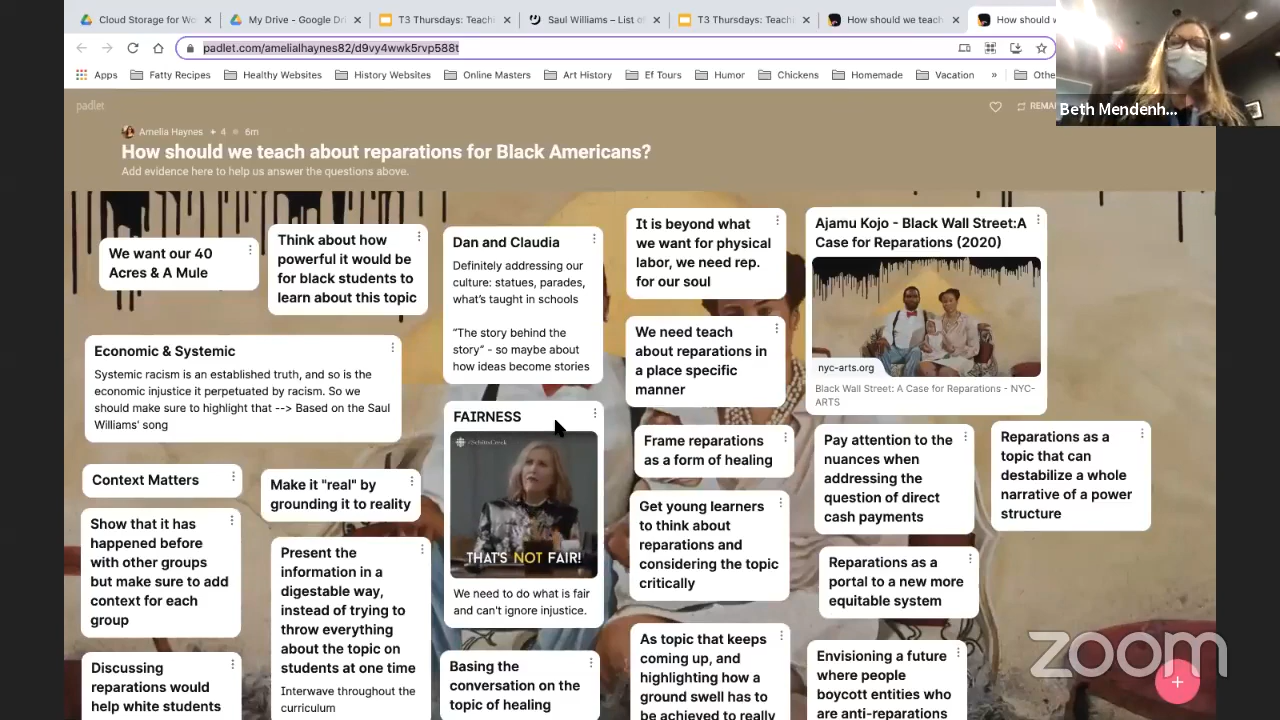 Cloud Storage for Wo
My Drive - Google Dri
T3 Thursdays: Teachi
Saul Williams – List of
T3 Thursdays: Teachi
How should we teach
How should w
padlet.com/amelialhaynes82/d9vy4wwk5rvp588t
Apps
Fatty Recipes
Healthy Websites
History Websites
Online Masters
Art History
Ef Tours
Humor
Chickens
Homemade
Vacation
»
Othe
Beth Mendenh...
padlet
REMA
Amelia Haynes + 4 6m
How should we teach about reparations for Black Americans?
Add evidence here to help us answer the questions above.
We want our 40
Acres & A Mule
Think about how
powerful it would be
for black students to
learn about this topic
Economic & Systemic
Systemic racism is an established truth, and so is the
economic injustice it perpetuated by racism. So we
should make sure to highlight that --> Based on the Saul
Williams' song
Context Matters
Show that it has
happened before
with other groups
but make sure to add
context for each
group
Discussing
reparations would
help white students
Make it "real" by
grounding it to reality
Present the
information in a
digestable way,
instead of trying to
throw everything
about the topic on
students at one time
Interwave throughout the
curriculum
Dan and Claudia
Definitely addressing our
culture: statues, parades,
what's taught in schools
"The story behind the
story" - so maybe about
how ideas become stories
FAIRNESS
#SchittsCreek
THAT'S NOT FAIR!
We need to do what is fair
and can't ignore injustice.
Basing the
conversation on the
topic of healing
It is beyond what
we want for physical
labor, we need rep.
for our soul
We need teach
about reparations in
a place specific
manner
Frame reparations
as a form of healing
Get young learners
to think about
reparations and
considering the topic
critically
As topic that keeps
coming up, and
highlighting how a
ground swell has to
be achieved to really
Ajamu Kojo - Black Wall Street:A
Case for Reparations (2020)
nyc-arts.org
Black Wall Street: A Case for Reparations - NYC-
ARTS
Pay attention to the
nuances when
addressing the
question of direct
cash payments
Reparations as a
portal to a new more
equitable system
Envisioning a future
where people
boycott entities who
are anti-reparations
Reparations as a
topic that can
destabilize a whole
narrative of a power
structure
zoom
+